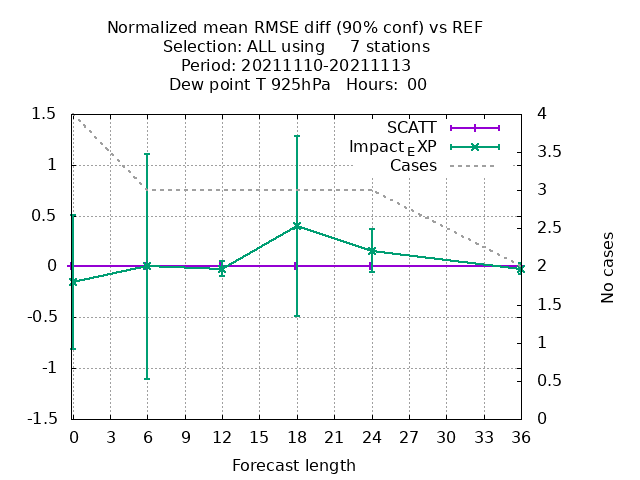 Normalized mean RMSE diff (90% conf) vs REF
Selection: ALL using     7 stations
Period: 20211110-20211113
Dew point T 925hPa   Hours:  00
SCATT
Impact_EXP
Cases
1.5
1
0.5
0
-0.5
-1
-1.5
4
3.5
3
2.5
2
1.5
1
0.5
0
No cases
0 3 6 9 12 15 18 21 24 27 30 33 36
Forecast length